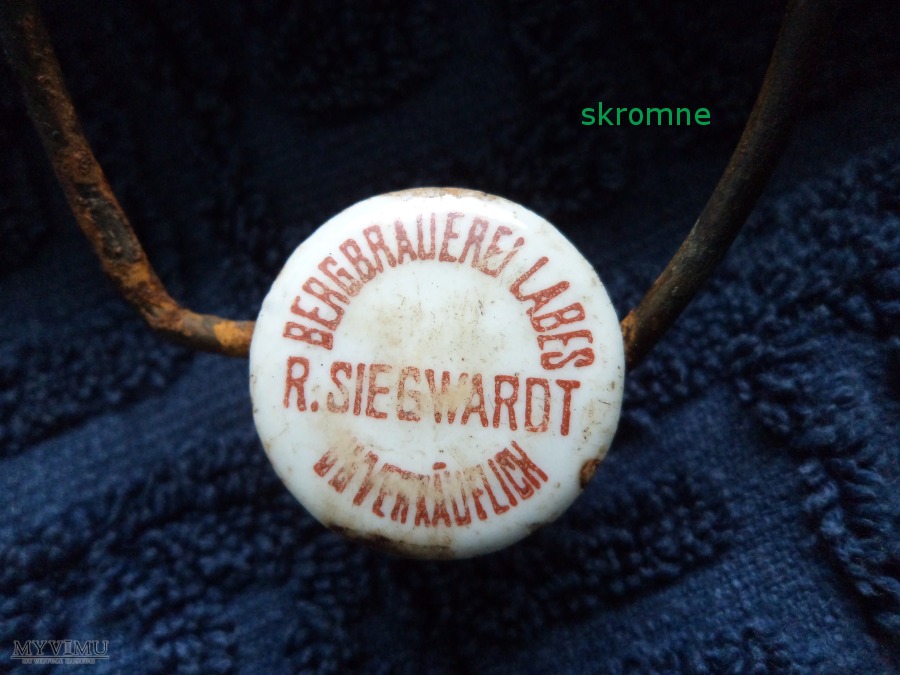 skromne
BERGBRAUEREI LABES
R. SIEGWARDT
UNVERKÄUFLICH
MYVIMU